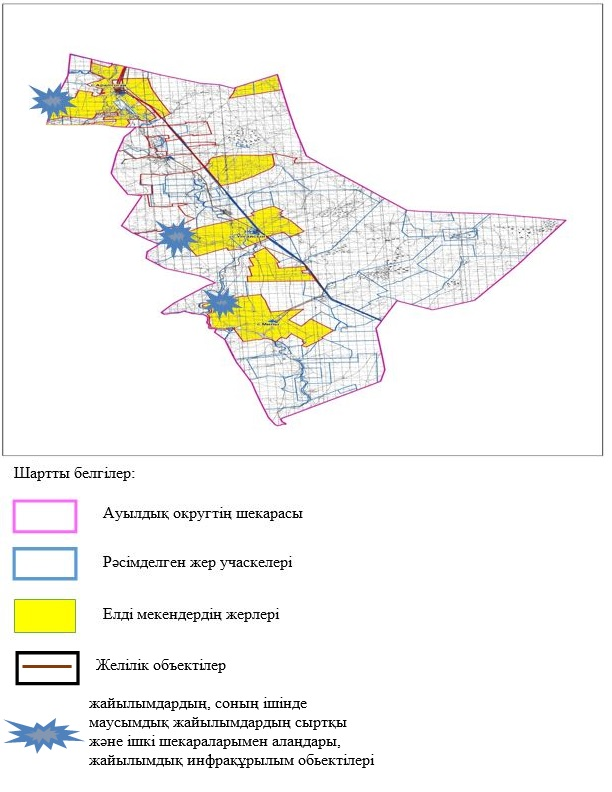 Шартты белгілер:
Ауылдық округтің шекарасы
Рәсімделген жер учаскелері
Елді мекендердің жерлері
Желілік объектілер
жайылымдардың, соның ішінде
маусымдық жайылымдардың сыртқы
және ішкі шекараларымен алаңдары,
жайылымдық инфрақұрылым обьектілері